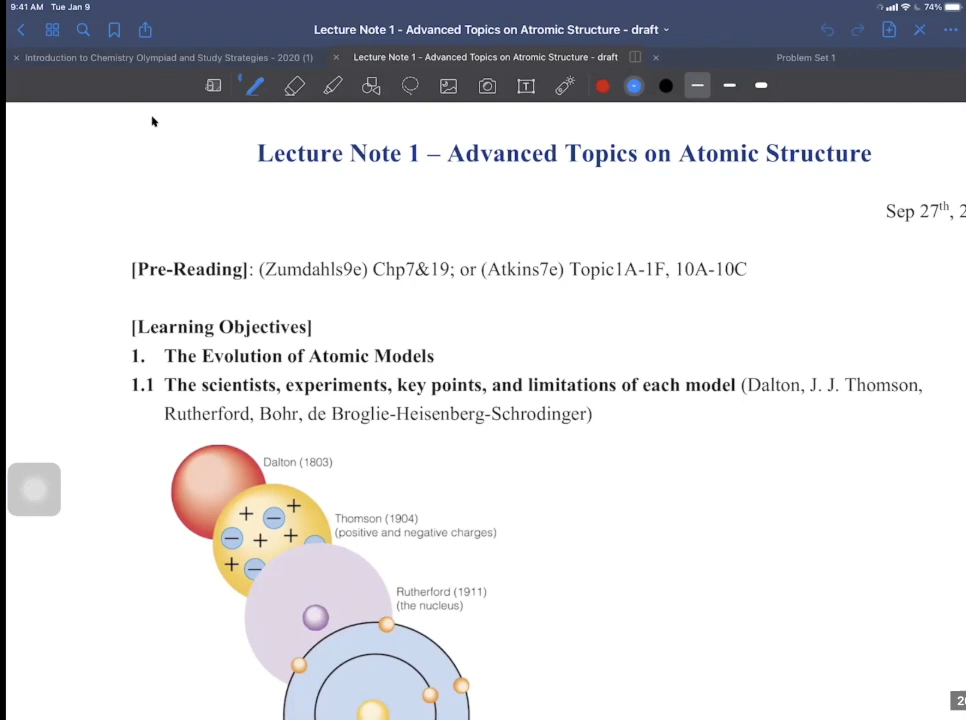 9:41 AM Tue Jan 9
74%
Lecture Note 1 - Advanced Topics on Atromic Structure - draft
Introduction to Chemistry Olympiad and Study Strategies - 2020 (1)
Lecture Note 1 - Advanced Topics on Atromic Structure - draft
Problem Set 1
Lecture Note 1 – Advanced Topics on Atomic Structure
Sep 27th, 2
[Pre-Reading]: (Zumdahls9e) Chp7&19; or (Atkins7e) Topic1A-1F, 10A-10C
[Learning Objectives]
1. The Evolution of Atomic Models
1.1 The scientists, experiments, key points, and limitations of each model (Dalton, J. J. Thomson,
Rutherford, Bohr, de Broglie-Heisenberg-Schrodinger)
Dalton (1803)
Thomson (1904)
(positive and negative charges)
Rutherford (1911)
(the nucleus)